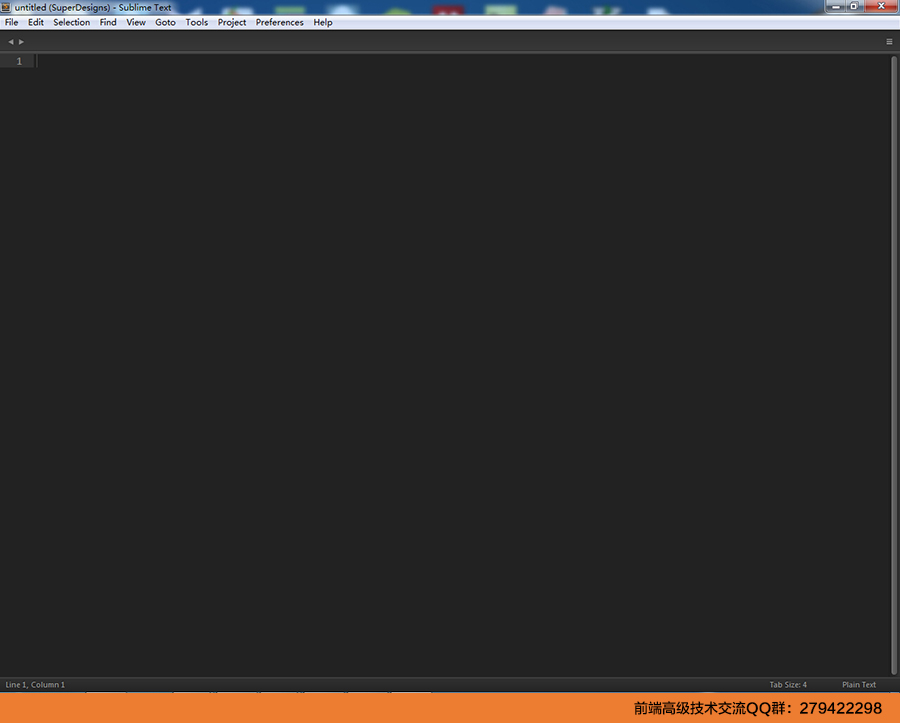 untitled (SuperDesigns) - Sublime Text
File Edit Selection Find View Goto Tools Project Preferences Help
1
Line 1, Column 1 Tab Size: 4 Plain Text
前端高级技术交流QQ群：279422298